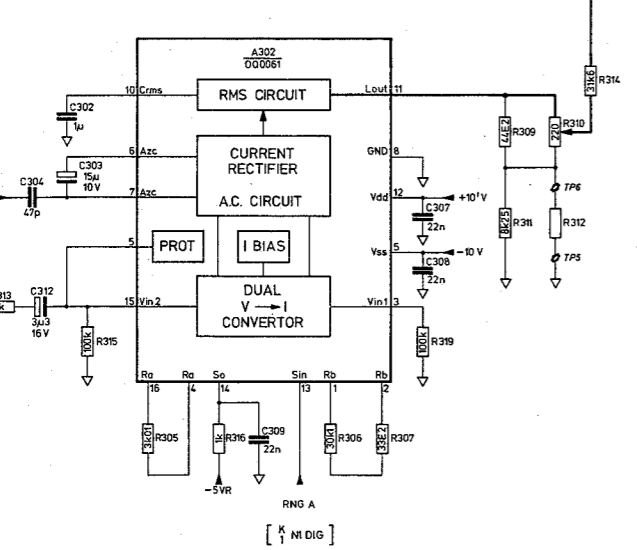 A302
OQ0061
10 Crms
Lout 11
RMS CIRCUIT
R314
31k6
C302
1µ
R309
44E2
R310
220
6 Azc
CURRENT
RECTIFIER
A.C. CIRCUIT
GND 8
C303
15µ
10V
C304
47p
7 Azc
Vdd 12
+10'V
C307
22n
TP6
R311
8k25
R312
5
PROT
I BIAS
Vss 5
-10V
C308
22n
TP5
313
k
C312
3µ3
16V
15 Vin2
DUAL
V → I
CONVERTOR
Vin1 3
100k
R315
100k
R319
Ra
Ra
So
Sin
Rb
Rb
16
4
14
13
1
2
3k01
R305
1k
R316
C309
22n
30k1
R306
33E2
R307
-5VR
RNG A
[ K N1 DIG ]
1